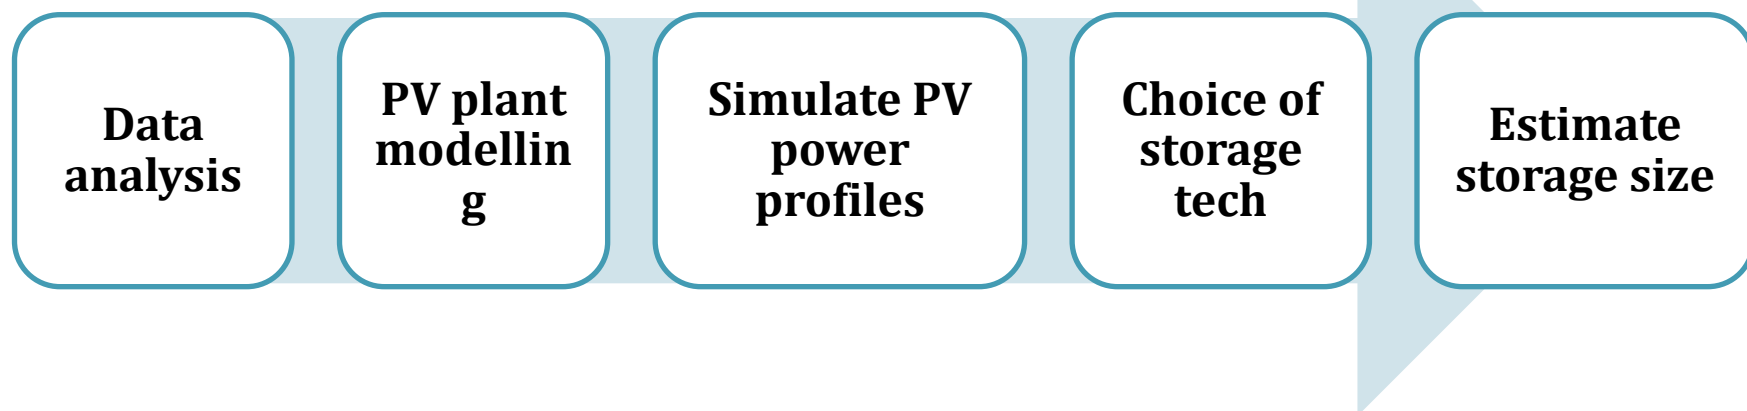 Data
analysis
PV plant
modellin
g
Simulate PV
power
profiles
Choice of
storage
tech
Estimate
storage size